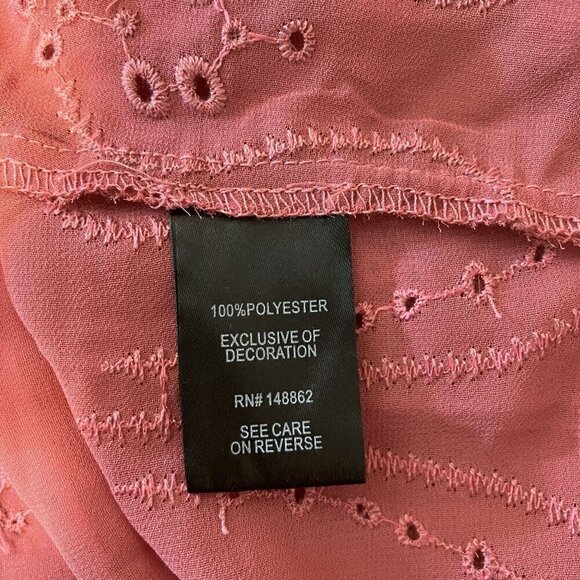 100%POLYESTER
EXCLUSIVE OF
DECORATION
RN# 148862
SEE CARE
ON REVERSE